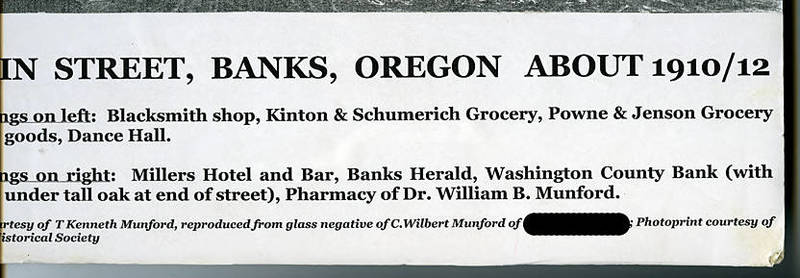 IN STREET, BANKS, OREGON ABOUT 1910/12
ngs on left: Blacksmith shop, Kinton & Schumerich Grocery, Powne & Jenson Grocery
goods, Dance Hall.
ngs on right: Millers Hotel and Bar, Banks Herald, Washington County Bank (with
under tall oak at end of street), Pharmacy of Dr. William B. Munford.
rtesy of T Kenneth Munford, reproduced from glass negative of C.Wilbert Munford of ; Photoprint courtesy of
istorical Society